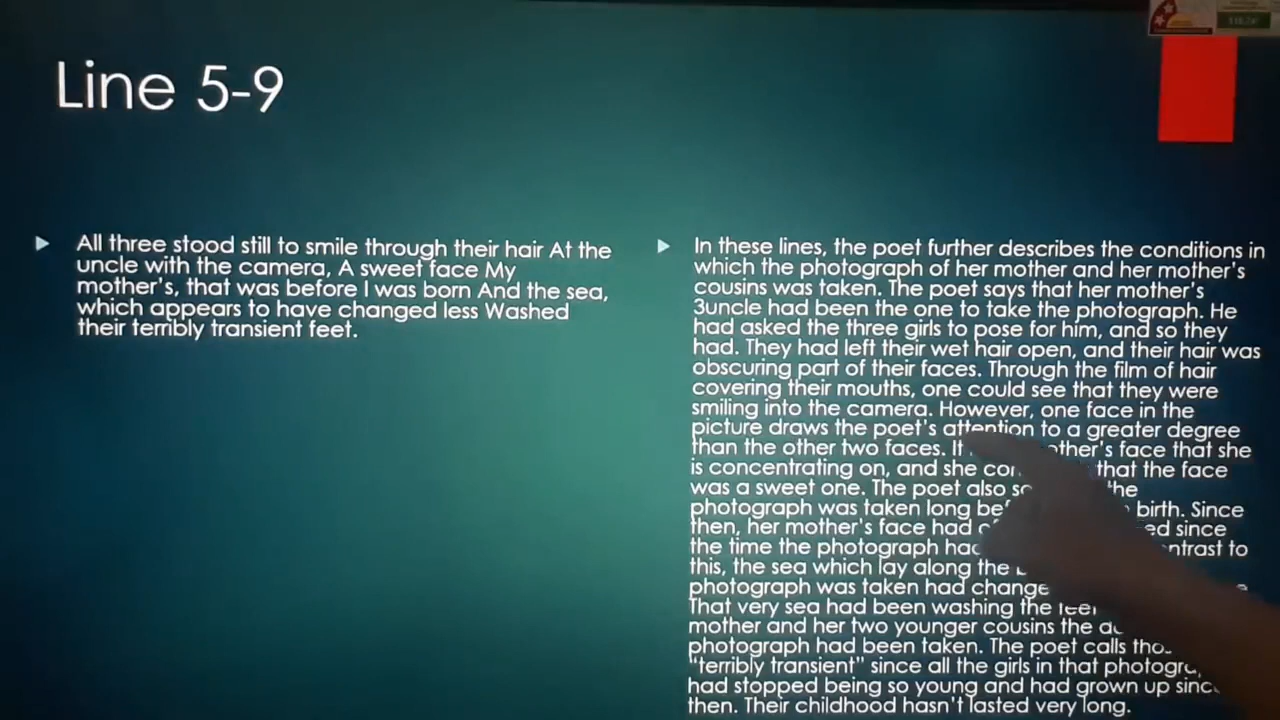 Line 5-9
All three stood still to smile through their hair At the
uncle with the camera, A sweet face My
mother's, that was before I was born And the sea,
which appears to have changed less Washed
their terribly transient feet.
In these lines, the poet further describes the conditions in
which the photograph of her mother and her mother's
cousins was taken. The poet says that her mother's
3uncle had been the one to take the photograph. He
had asked the three girls to pose for him, and so they
had. They had left their wet hair open, and their hair was
obscuring part of their faces. Through the film of hair
covering their mouths, one could see that they were
smiling into the camera. However, one face in the
picture draws the poet's attention to a greater degree
than the other two faces. It face that she
is concentrating on, and she that the face
was a sweet one. The poet also the
photograph was taken long birth. Since
then, her mother's face had since
the time the photograph to
this, the sea which lay along the
photograph was taken had
That very sea had been washing the
mother and her two younger cousins the
photograph had been taken. The poet calls
"terribly transient" since all the girls in that
had stopped being so young and had grown up
then. Their childhood hasn't lasted very long.